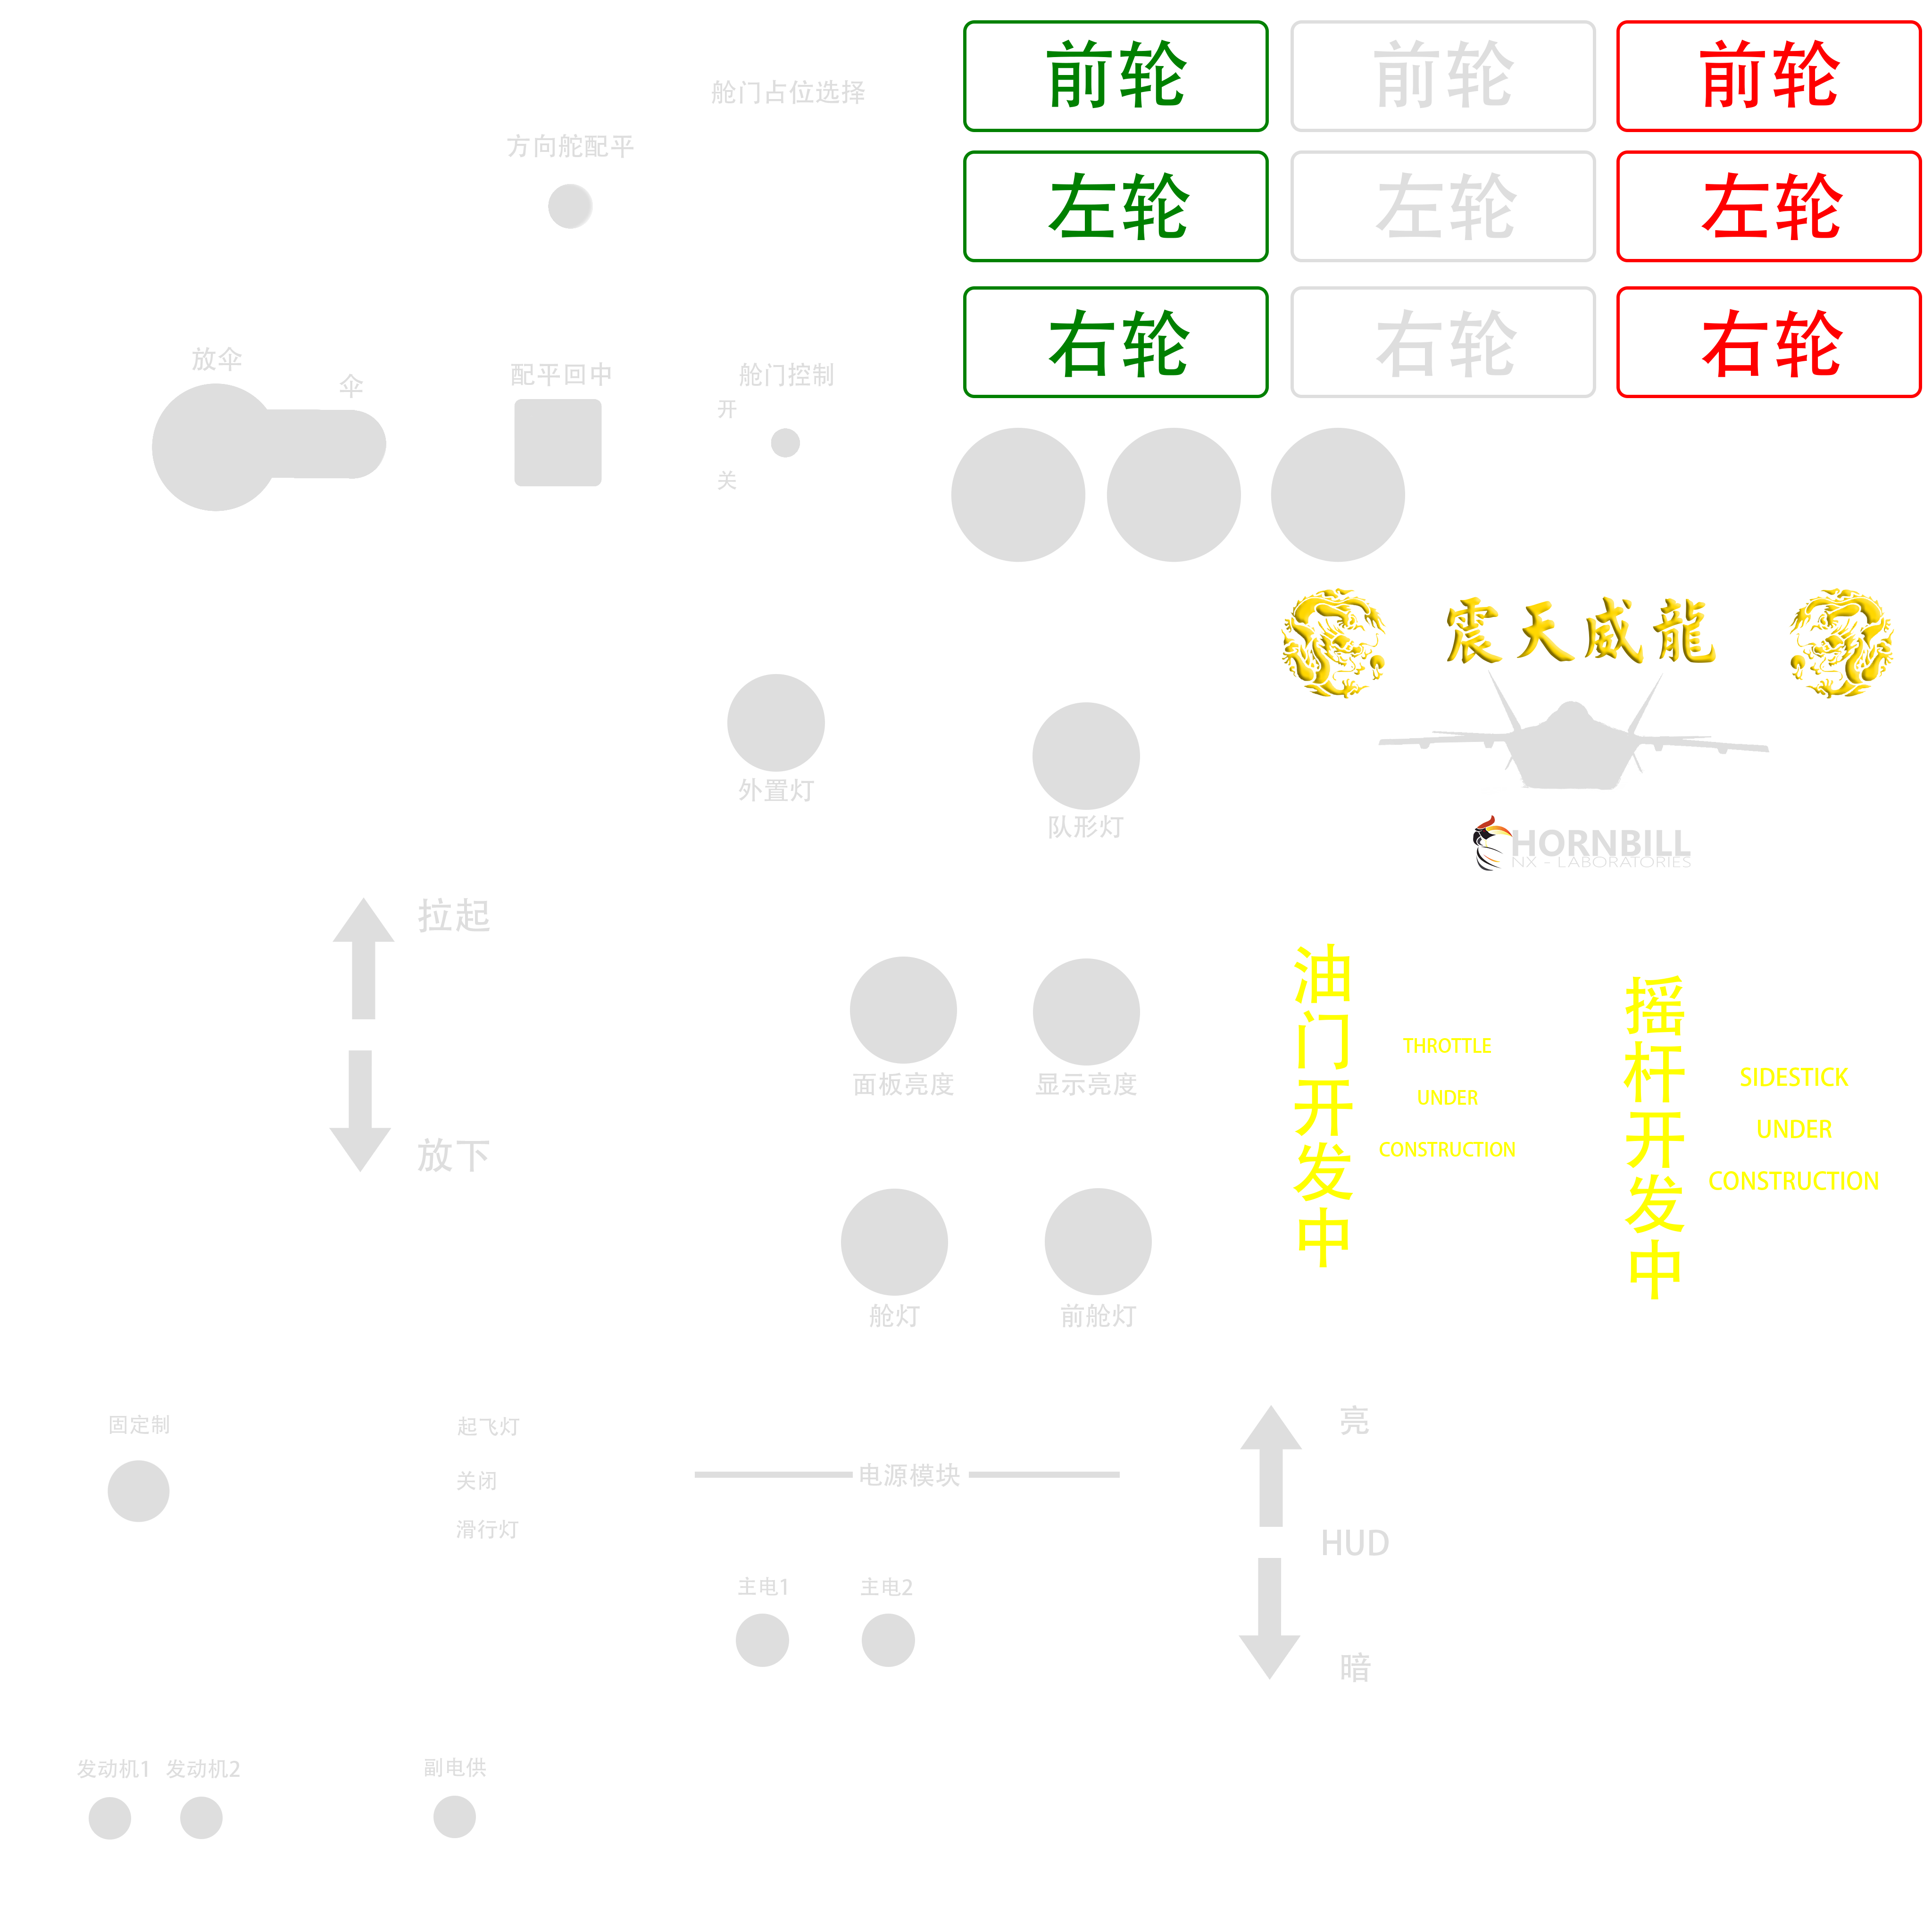 前轮
前轮
前轮
舱门占位选择
方向舵配平
左轮
左轮
左轮
右轮
右轮
右轮
放伞
伞
配平回中
舱门控制
开
关
震天威龍
外置灯
队形灯
HORNBILL
NX - LABORATORIES
拉起
放下
面板亮度
显示亮度
油门开发中
THROTTLE
UNDER
CONSTRUCTION
摇杆开发中
SIDESTICK
UNDER
CONSTRUCTION
舱灯
前舱灯
固定制
起飞灯
关闭
滑行灯
电源模块
亮
HUD
暗
主电1
主电2
发动机1
发动机2
副电供